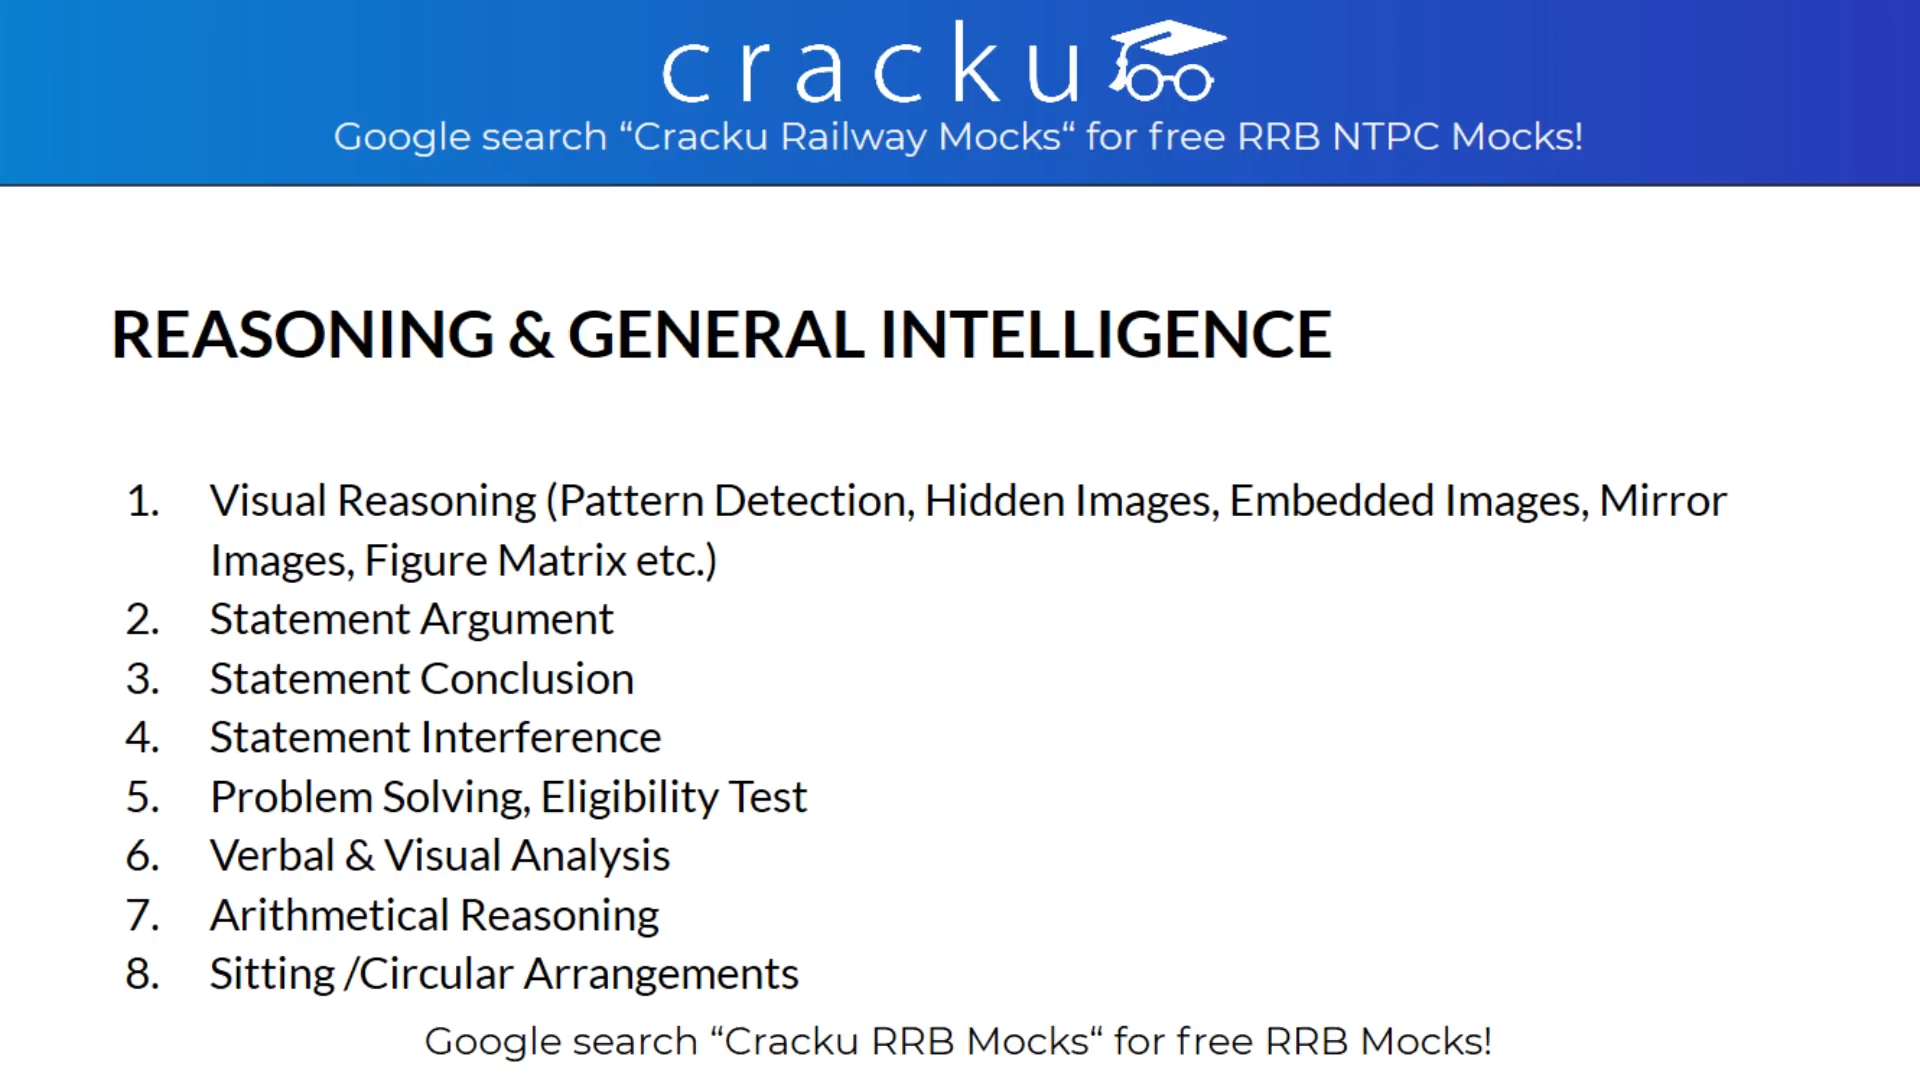 cracku
Google search “Cracku Railway Mocks“ for free RRB NTPC Mocks!
REASONING & GENERAL INTELLIGENCE
1. Visual Reasoning (Pattern Detection, Hidden Images, Embedded Images, Mirror
Images, Figure Matrix etc.)
2. Statement Argument
3. Statement Conclusion
4. Statement Interference
5. Problem Solving, Eligibility Test
6. Verbal & Visual Analysis
7. Arithmetical Reasoning
8. Sitting /Circular Arrangements
Google search “Cracku RRB Mocks“ for free RRB Mocks!